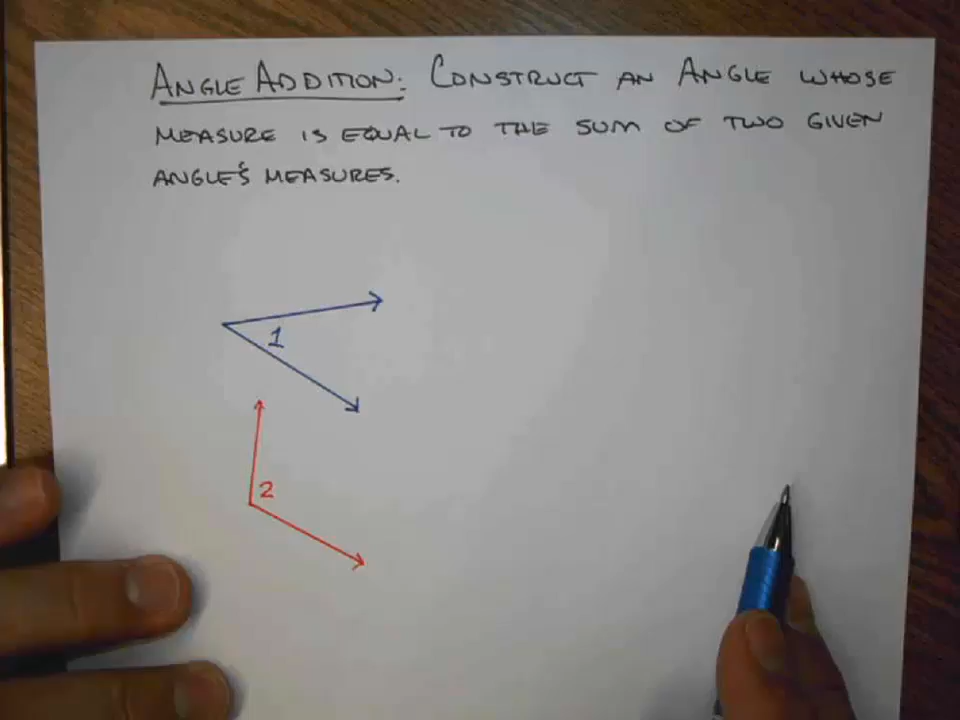 ANGLE ADDITION: CONSTRUCT AN ANGLE WHOSE
MEASURE IS EQUAL TO THE SUM OF TWO GIVEN
ANGLE'S MEASURES.
1
2